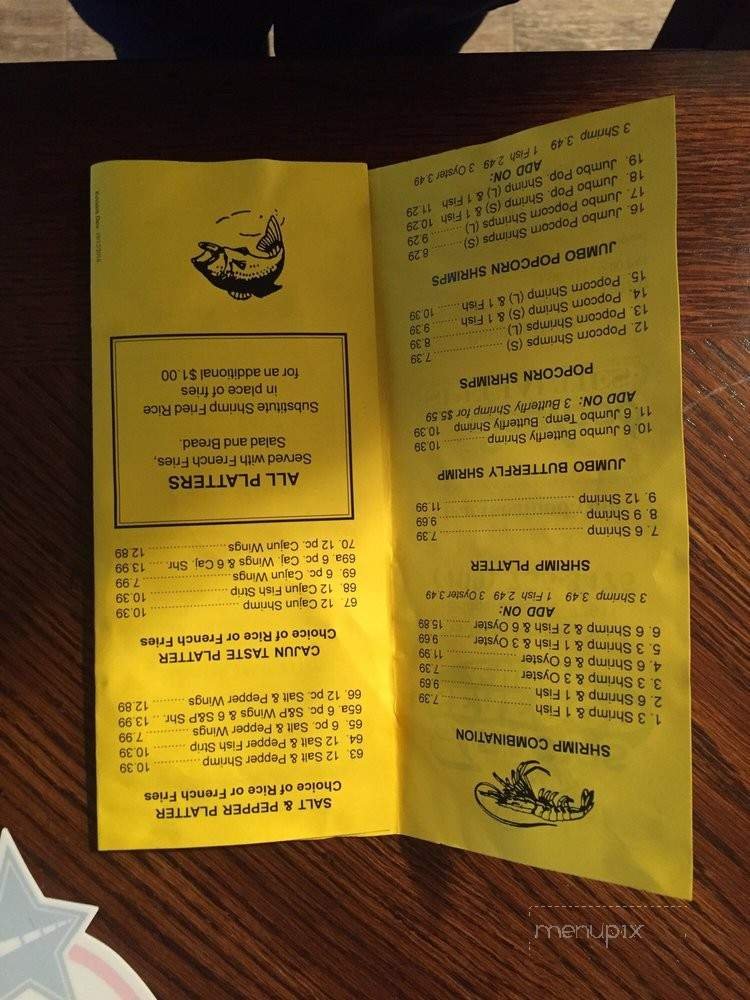 SHRIMP COMBINATION
1. 3 Shrimp & 1 Fish ........ 7.39
2. 6 Shrimp & 1 Fish ........ 9.69
3. 3 Shrimp & 3 Oyster ........ 7.39
4. 6 Shrimp & 6 Oyster ........ 11.99
5. 3 Shrimp & 1 Fish & 3 Oyster ........ 9.69
6. 6 Shrimp & 2 Fish & 6 Oyster ...... 15.89
ADD ON:
3 Shrimp 3.49 1 Fish 2.49 3 Oyster 3.49
SHRIMP PLATTER
7. 6 Shrimp ........ 7.39
8. 9 Shrimp ........ 9.69
9. 12 Shrimp ........ 11.99
JUMBO BUTTERFLY SHRIMP
10. 6 Jumbo Butterfly Shrimp ........ 10.39
11. 6 Jumbo Temp. Butterfly Shrimp 10.39
ADD ON: 3 Butterfly Shrimp for $5.59
POPCORN SHRIMPS
12. Popcorn Shrimps (S) ........ 7.39
13. Popcorn Shrimps (L) ........ 8.39
14. Popcorn Shrimp (S) & 1 Fish ...... 9.39
15. Popcorn Shrimp (L) & 1 Fish ...... 10.39
JUMBO POPCORN SHRIMPS
16. Jumbo Popcorn Shrimps (S) ........ 8.29
17. Jumbo Popcorn Shrimps (L) ........ 9.29
18. Jumbo Pop. Shrimp (S) & 1 Fish 10.29
19. Jumbo Pop. Shrimp (L) & 1 Fish 11.29
ADD ON:
3 Shrimp 3.49 1 Fish 2.49 3 Oyster 3.49
SALT & PEPPER PLATTER
Choice of Rice or French Fries
63. 12 Salt & Pepper Shrimp ........ 10.39
64. 12 Salt & Pepper Fish Strip ........ 10.39
65. 6 pc. Salt & Pepper Wings ........ 7.99
65a. 6 pc. S&P Wings & 6 S&P Shr .. 13.99
66. 12 pc. Salt & Pepper Wings ........ 12.89
CAJUN TASTE PLATTER
Choice of Rice or French Fries
67. 12 Cajun Shrimp ........ 10.39
68. 12 Cajun Fish Strip ........ 10.39
69. 6 pc. Cajun Wings ........ 7.99
69a. 6 pc. Caj, Wings & 6 Caj, Shr... 13.99
70. 12 pc. Cajun Wings ........ 12.89
ALL PLATTERS
Served with French Fries,
Salad and Bread.
Substitute Shrimp Fried Rice
in place of fries
for an additional $1.00
menupix